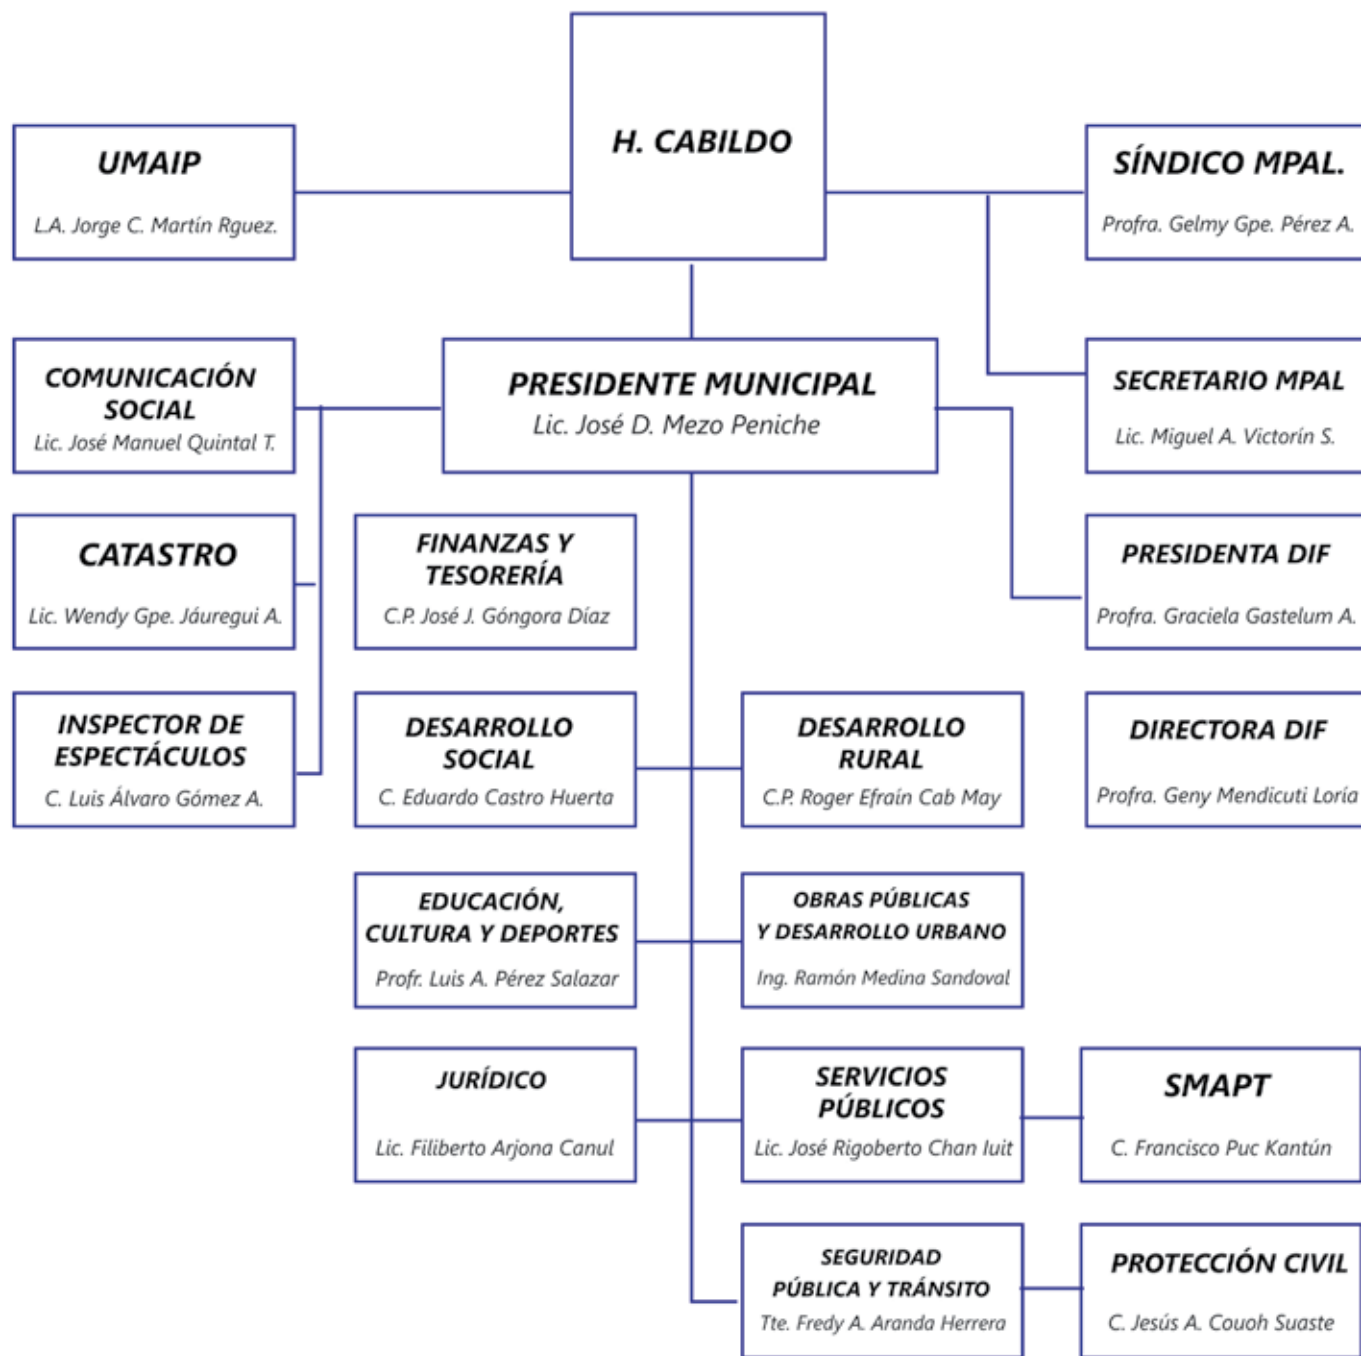 H. CABILDO
UMAIP
L.A. Jorge C. Martín Rguez.
SÍNDICO MPAL.
Profra. Gelmy Gpe. Pérez A.
COMUNICACIÓN
SOCIAL
Lic. José Manuel Quintal T.
PRESIDENTE MUNICIPAL
Lic. José D. Mezo Peniche
SECRETARIO MPAL
Lic. Miguel A. Victorín S.
CATASTRO
Lic. Wendy Gpe. Jáuregui A.
FINANZAS Y
TESORERÍA
C.P. José J. Góngora Díaz
PRESIDENTA DIF
Profra. Graciela Gastelum A.
INSPECTOR DE
ESPECTÁCULOS
C. Luis Álvaro Gómez A.
DESARROLLO
SOCIAL
C. Eduardo Castro Huerta
DESARROLLO
RURAL
C.P. Roger Efraín Cab May
DIRECTORA DIF
Profra. Geny Mendicuti Loría
EDUCACIÓN,
CULTURA Y DEPORTES
Profr. Luis A. Pérez Salazar
OBRAS PÚBLICAS
Y DESARROLLO URBANO
Ing. Ramón Medina Sandoval
JURÍDICO
Lic. Filiberto Arjona Canul
SERVICIOS
PÚBLICOS
Lic. José Rigoberto Chan Iuit
SMAPT
C. Francisco Puc Kantún
SEGURIDAD
PÚBLICA Y TRÁNSITO
Tte. Fredy A. Aranda Herrera
PROTECCIÓN CIVIL
C. Jesús A. Couoh Suaste